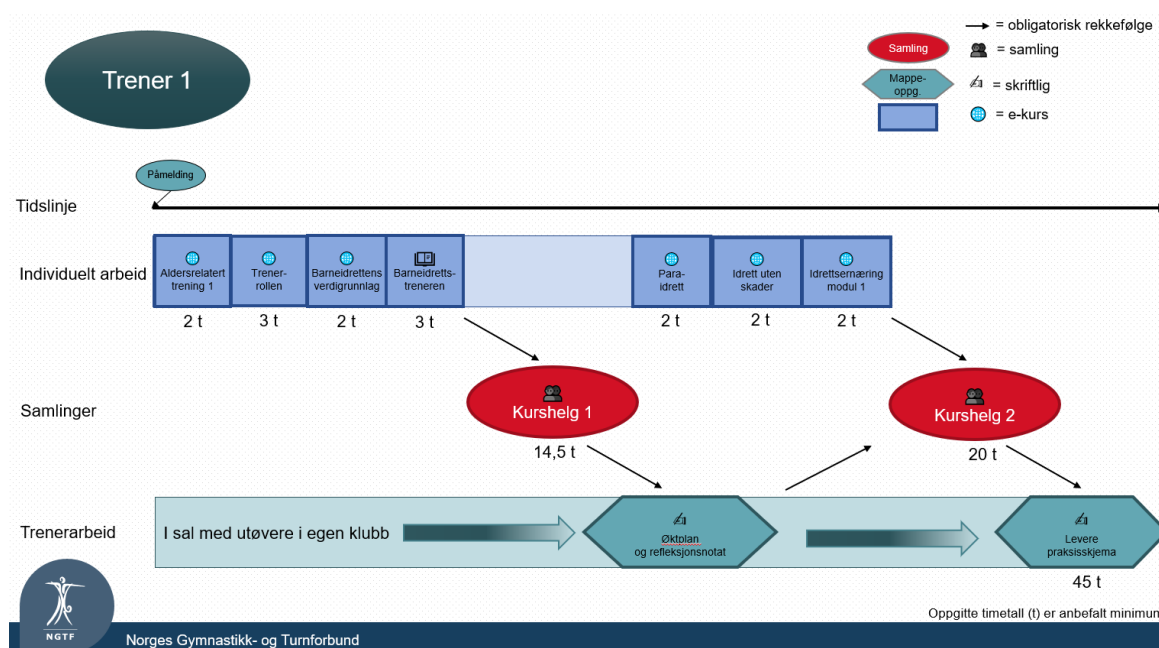 Trener 1
= obligatorisk rekkefølge
Samling
= samling
Mappe-
oppg.
= skriftlig
= e-kurs
Påmelding
Tidslinje
Individuelt arbeid
Aldersrelatert
trening 1
2 t
Trener-
rollen
3 t
Barneidrettens
verdigrunnlag
2 t
Barneidretts-
treneren
3 t
Para-
idrett
2 t
Idrett uten
skader
2 t
Idrettsernæring
modul 1
2 t
Samlinger
Kurshelg 1
14,5 t
Kurshelg 2
20 t
Trenerarbeid
I sal med utøvere i egen klubb
Øktplan
og refleksjonsnotat
Levere
praksisskjema
45 t
Oppgitte timetall (t) er anbefalt minimum
NGTF
Norges Gymnastikk- og Turnforbund